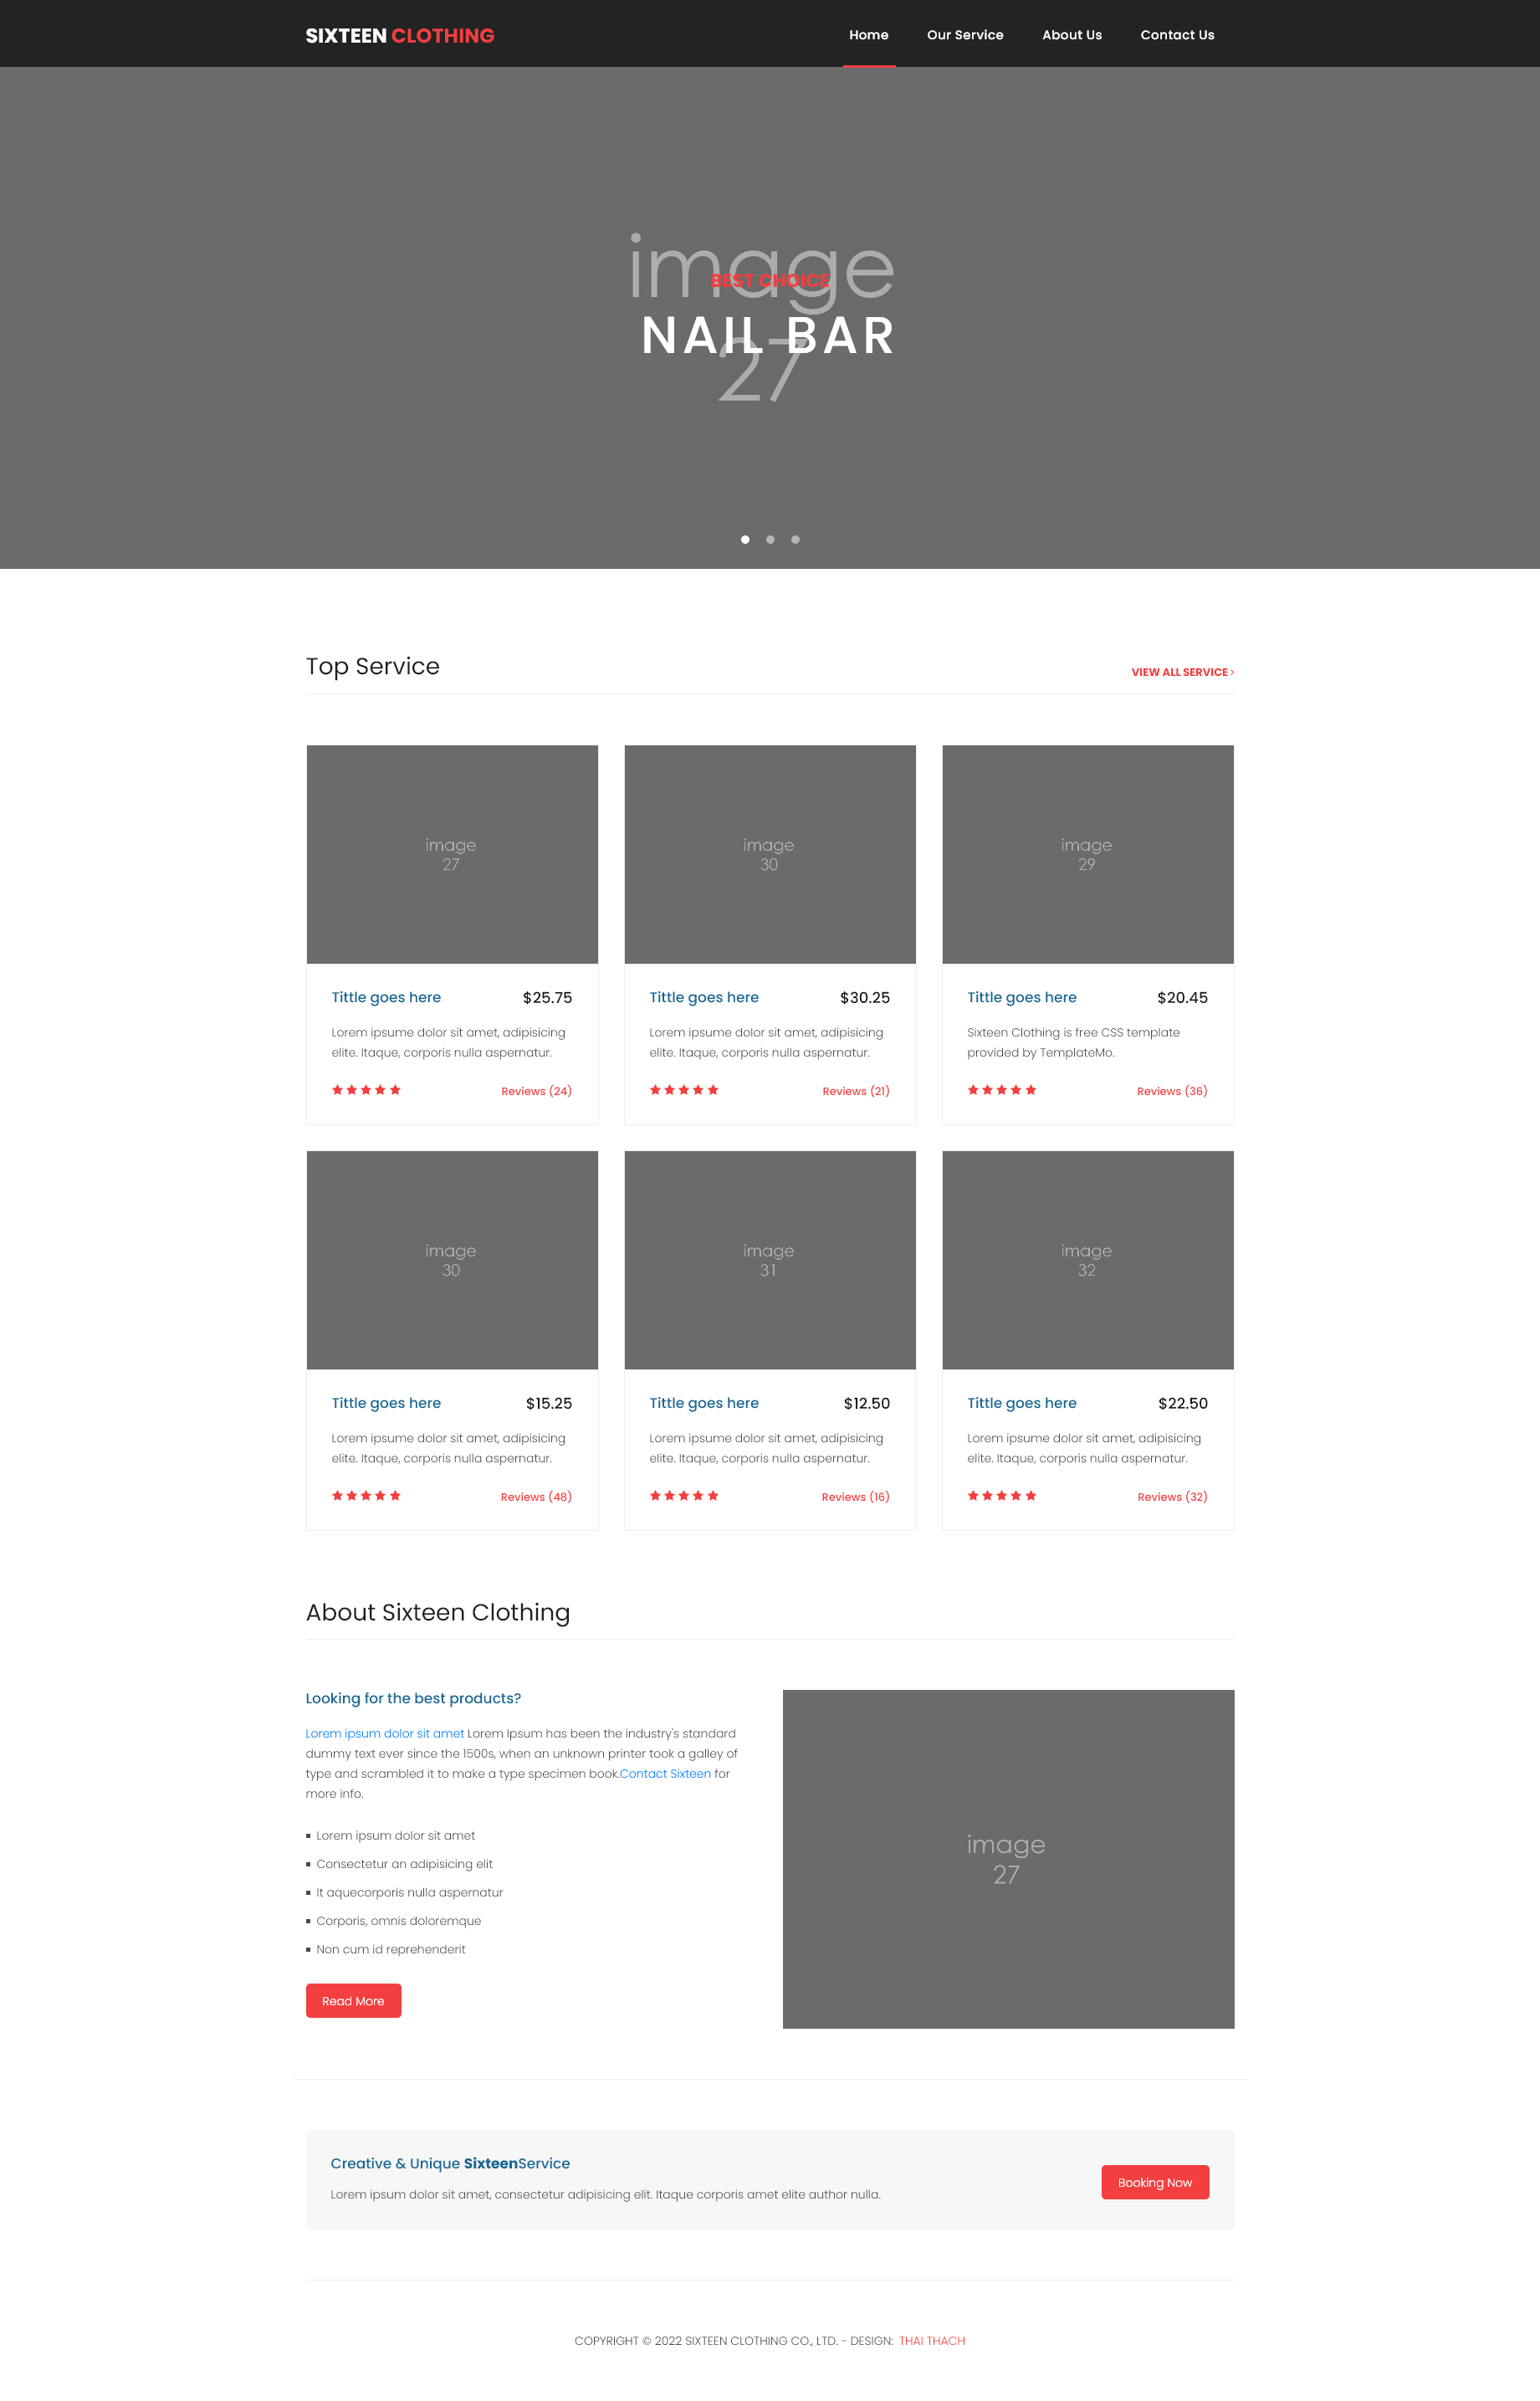 SIXTEEN CLOTHING
Home Our Service About Us Contact Us
image
BEST CHOICE
NAIL BAR
27
Top Service
VIEW ALL SERVICE >
image
27
image
30
image
29
Tittle goes here $25.75
Lorem ipsume dolor sit amet, adipisicing
elite. Itaque, corporis nulla aspernatur.
Reviews (24)
Tittle goes here $30.25
Lorem ipsume dolor sit amet, adipisicing
elite. Itaque, corporis nulla aspernatur.
Reviews (21)
Tittle goes here $20.45
Sixteen Clothing is free CSS template
provided by TemplateMo.
Reviews (36)
image
30
image
31
image
32
Tittle goes here $15.25
Lorem ipsume dolor sit amet, adipisicing
elite. Itaque, corporis nulla aspernatur.
Reviews (48)
Tittle goes here $12.50
Lorem ipsume dolor sit amet, adipisicing
elite. Itaque, corporis nulla aspernatur.
Reviews (16)
Tittle goes here $22.50
Lorem ipsume dolor sit amet, adipisicing
elite. Itaque, corporis nulla aspernatur.
Reviews (32)
About Sixteen Clothing
Looking for the best products?
Lorem ipsum dolor sit amet Lorem Ipsum has been the industry's standard
dummy text ever since the 1500s, when an unknown printer took a galley of
type and scrambled it to make a type specimen book.Contact Sixteen for
more info.
Lorem ipsum dolor sit amet
Consectetur an adipisicing elit
It aquecorporis nulla aspernatur
Corporis, omnis doloremque
Non cum id reprehenderit
Read More
image
27
Creative & Unique SixteenService
Lorem ipsum dolor sit amet, consectetur adipisicing elit. Itaque corporis amet elite author nulla.
Booking Now
COPYRIGHT © 2022 SIXTEEN CLOTHING CO., LTD. - DESIGN: THAI THACH